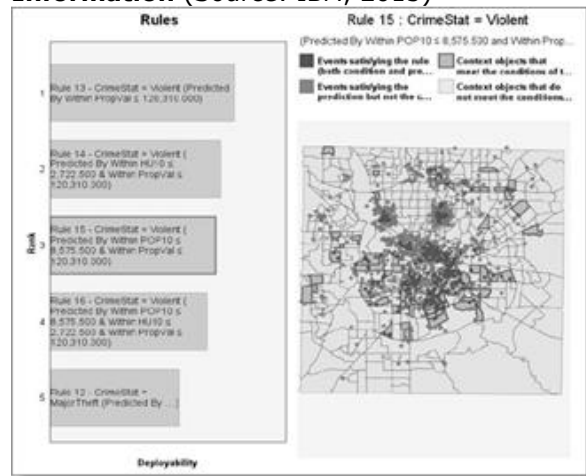 Information (Source: IBM, 2015)
Rules
1
Rule 13 - CrimeStat = Violent (Predicted
By Within PropVal ≤ 120,310.000)
2
Rule 14 - CrimeStat = Violent (
Predicted By Within HU10 ≤
2,722.500 & Within PropVal ≤
120,310.000)
3
Rule 15 - CrimeStat = Violent (
Predicted By Within POP10 ≤
8,575.500 & Within PropVal ≤
120,310.000)
4
Rule 16 - CrimeStat = Violent (
Predicted By Within POP10 ≤
8,575.500 & Within HU10 ≤
2,722.500 & Within PropVal ≤
120,310.000)
5
Rule 12 - CrimeStat =
MajorTheft (Predicted By ...)
Rank
Deployability
Rule 15 : CrimeStat = Violent
(Predicted By Within POP10 ≤ 8,575.500 and Within Prop...
Events satisfying the rule
(both condition and pre...
Events satisfying the
prediction but not the c...
Context objects that
meet the conditions of t...
Context objects that do
not meet the conditions...